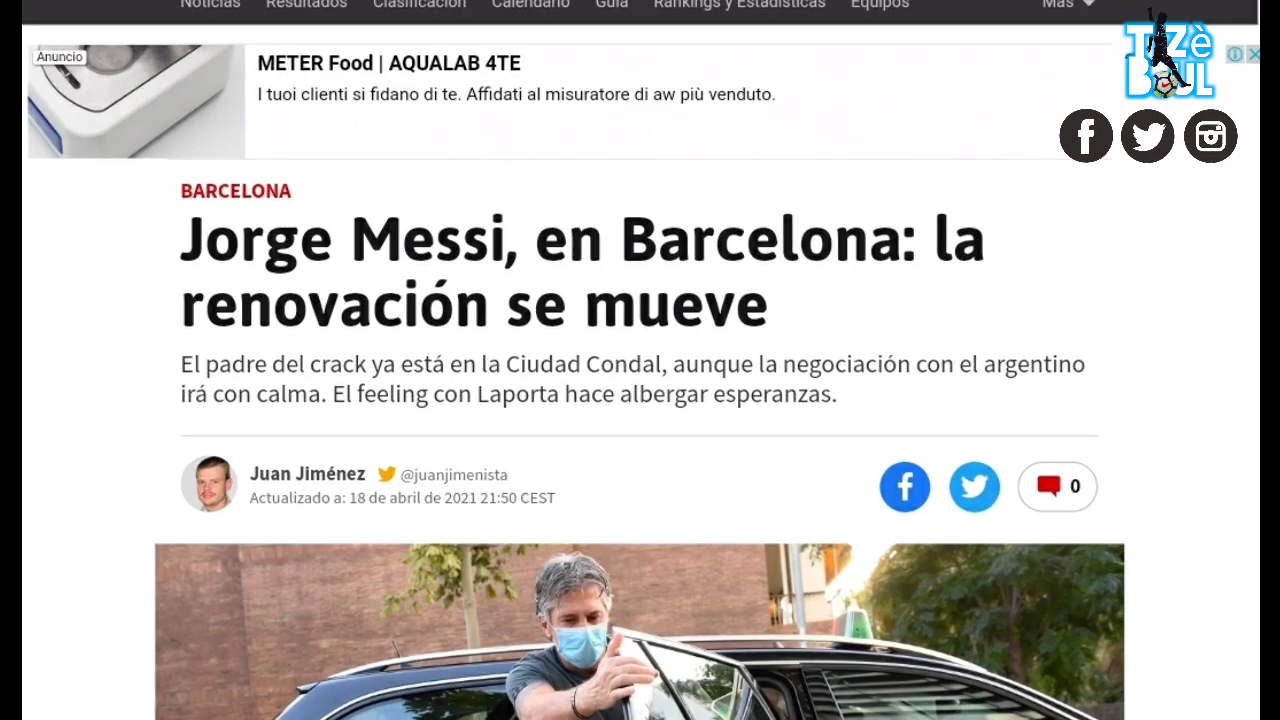 Noticias Resultados Clasificación Calendario Guía Rankings y Estadísticas Equipos Más
Anuncio
METER Food | AQUALAB 4TE
I tuoi clienti si fidano di te. Affidati al misuratore di aw più venduto.
TiZè
BOUL
BARCELONA
Jorge Messi, en Barcelona: la
renovación se mueve
El padre del crack ya está en la Ciudad Condal, aunque la negociación con el argentino
irá con calma. El feeling con Laporta hace albergar esperanzas.
Juan Jiménez @juanjimenista
Actualizado a: 18 de abril de 2021 21:50 CEST
0